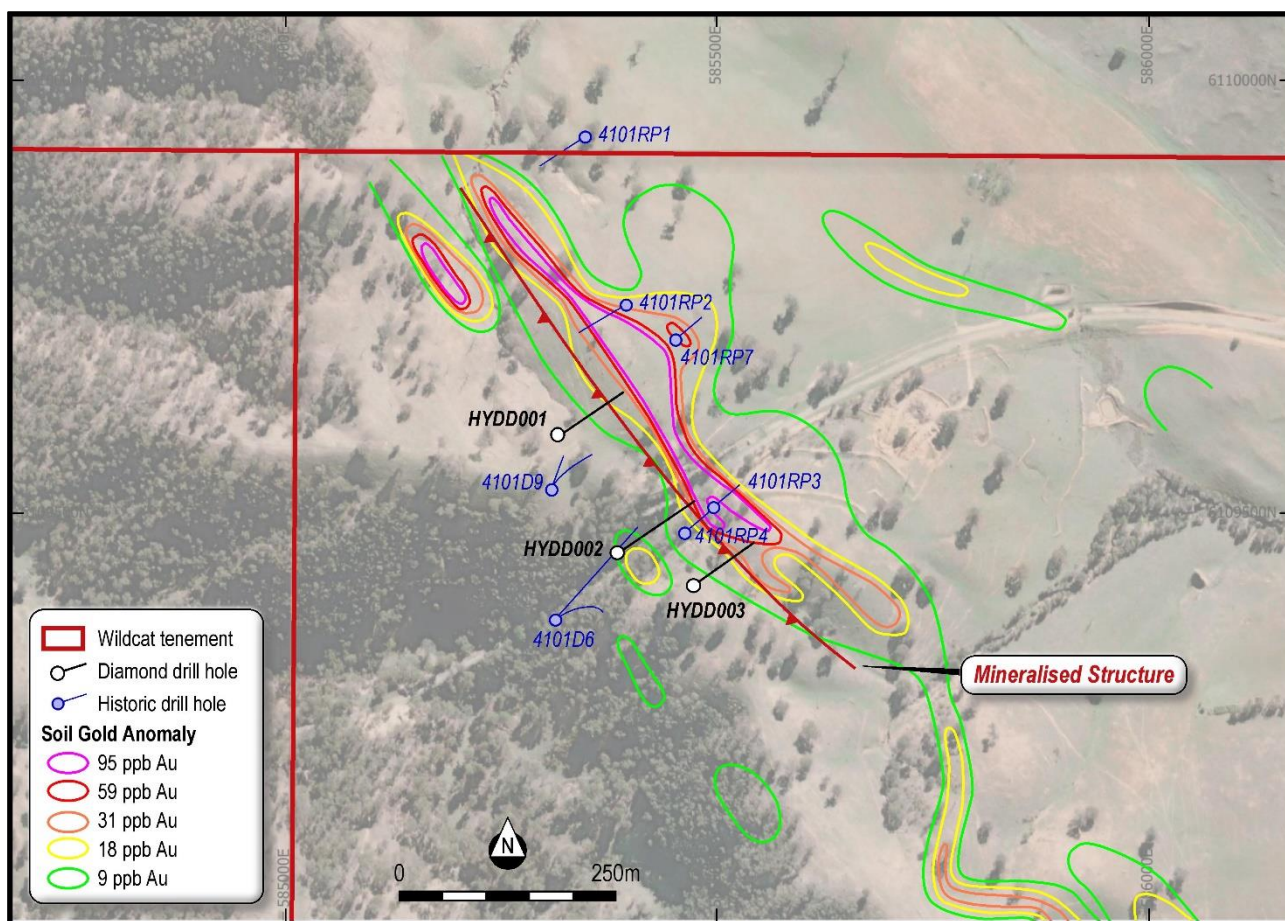 585500E
586000E
6110000N
4101RP1
4101RP2
4101RP7
HYDD001
4101D9
4101RP3
4101RP4
HYDD002
HYDD003
4101D6
Mineralised Structure
Wildcat tenement
Diamond drill hole
Historic drill hole
Soil Gold Anomaly
95 ppb Au
59 ppb Au
31 ppb Au
18 ppb Au
9 ppb Au
N
0
250m
585000E